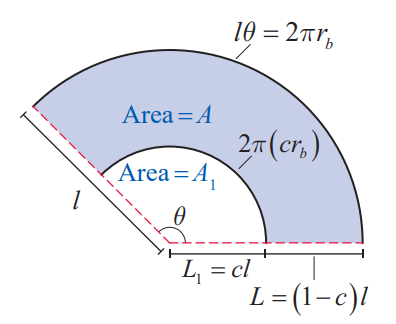 lθ = 2πr_b
Area = A
2π(cr_b)
Area = A_1
l
θ
L_1 = cl
L = (1−c)l